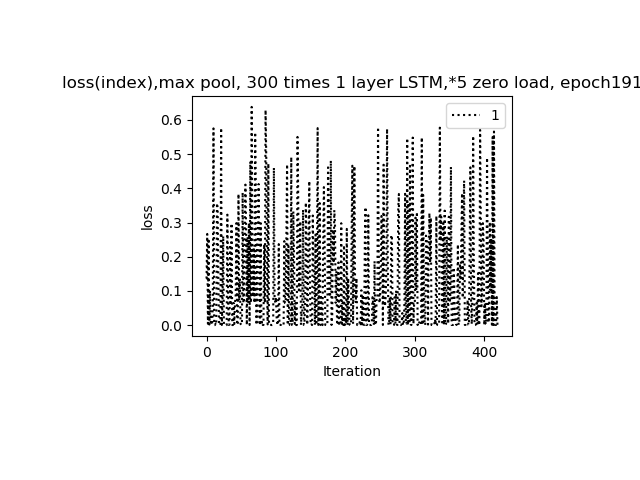 loss(index),max pool, 300 times 1 layer LSTM,*5 zero load, epoch191
1
0.6
0.5
0.4
0.3
0.2
0.1
0.0
loss
0 100 200 300 400
Iteration